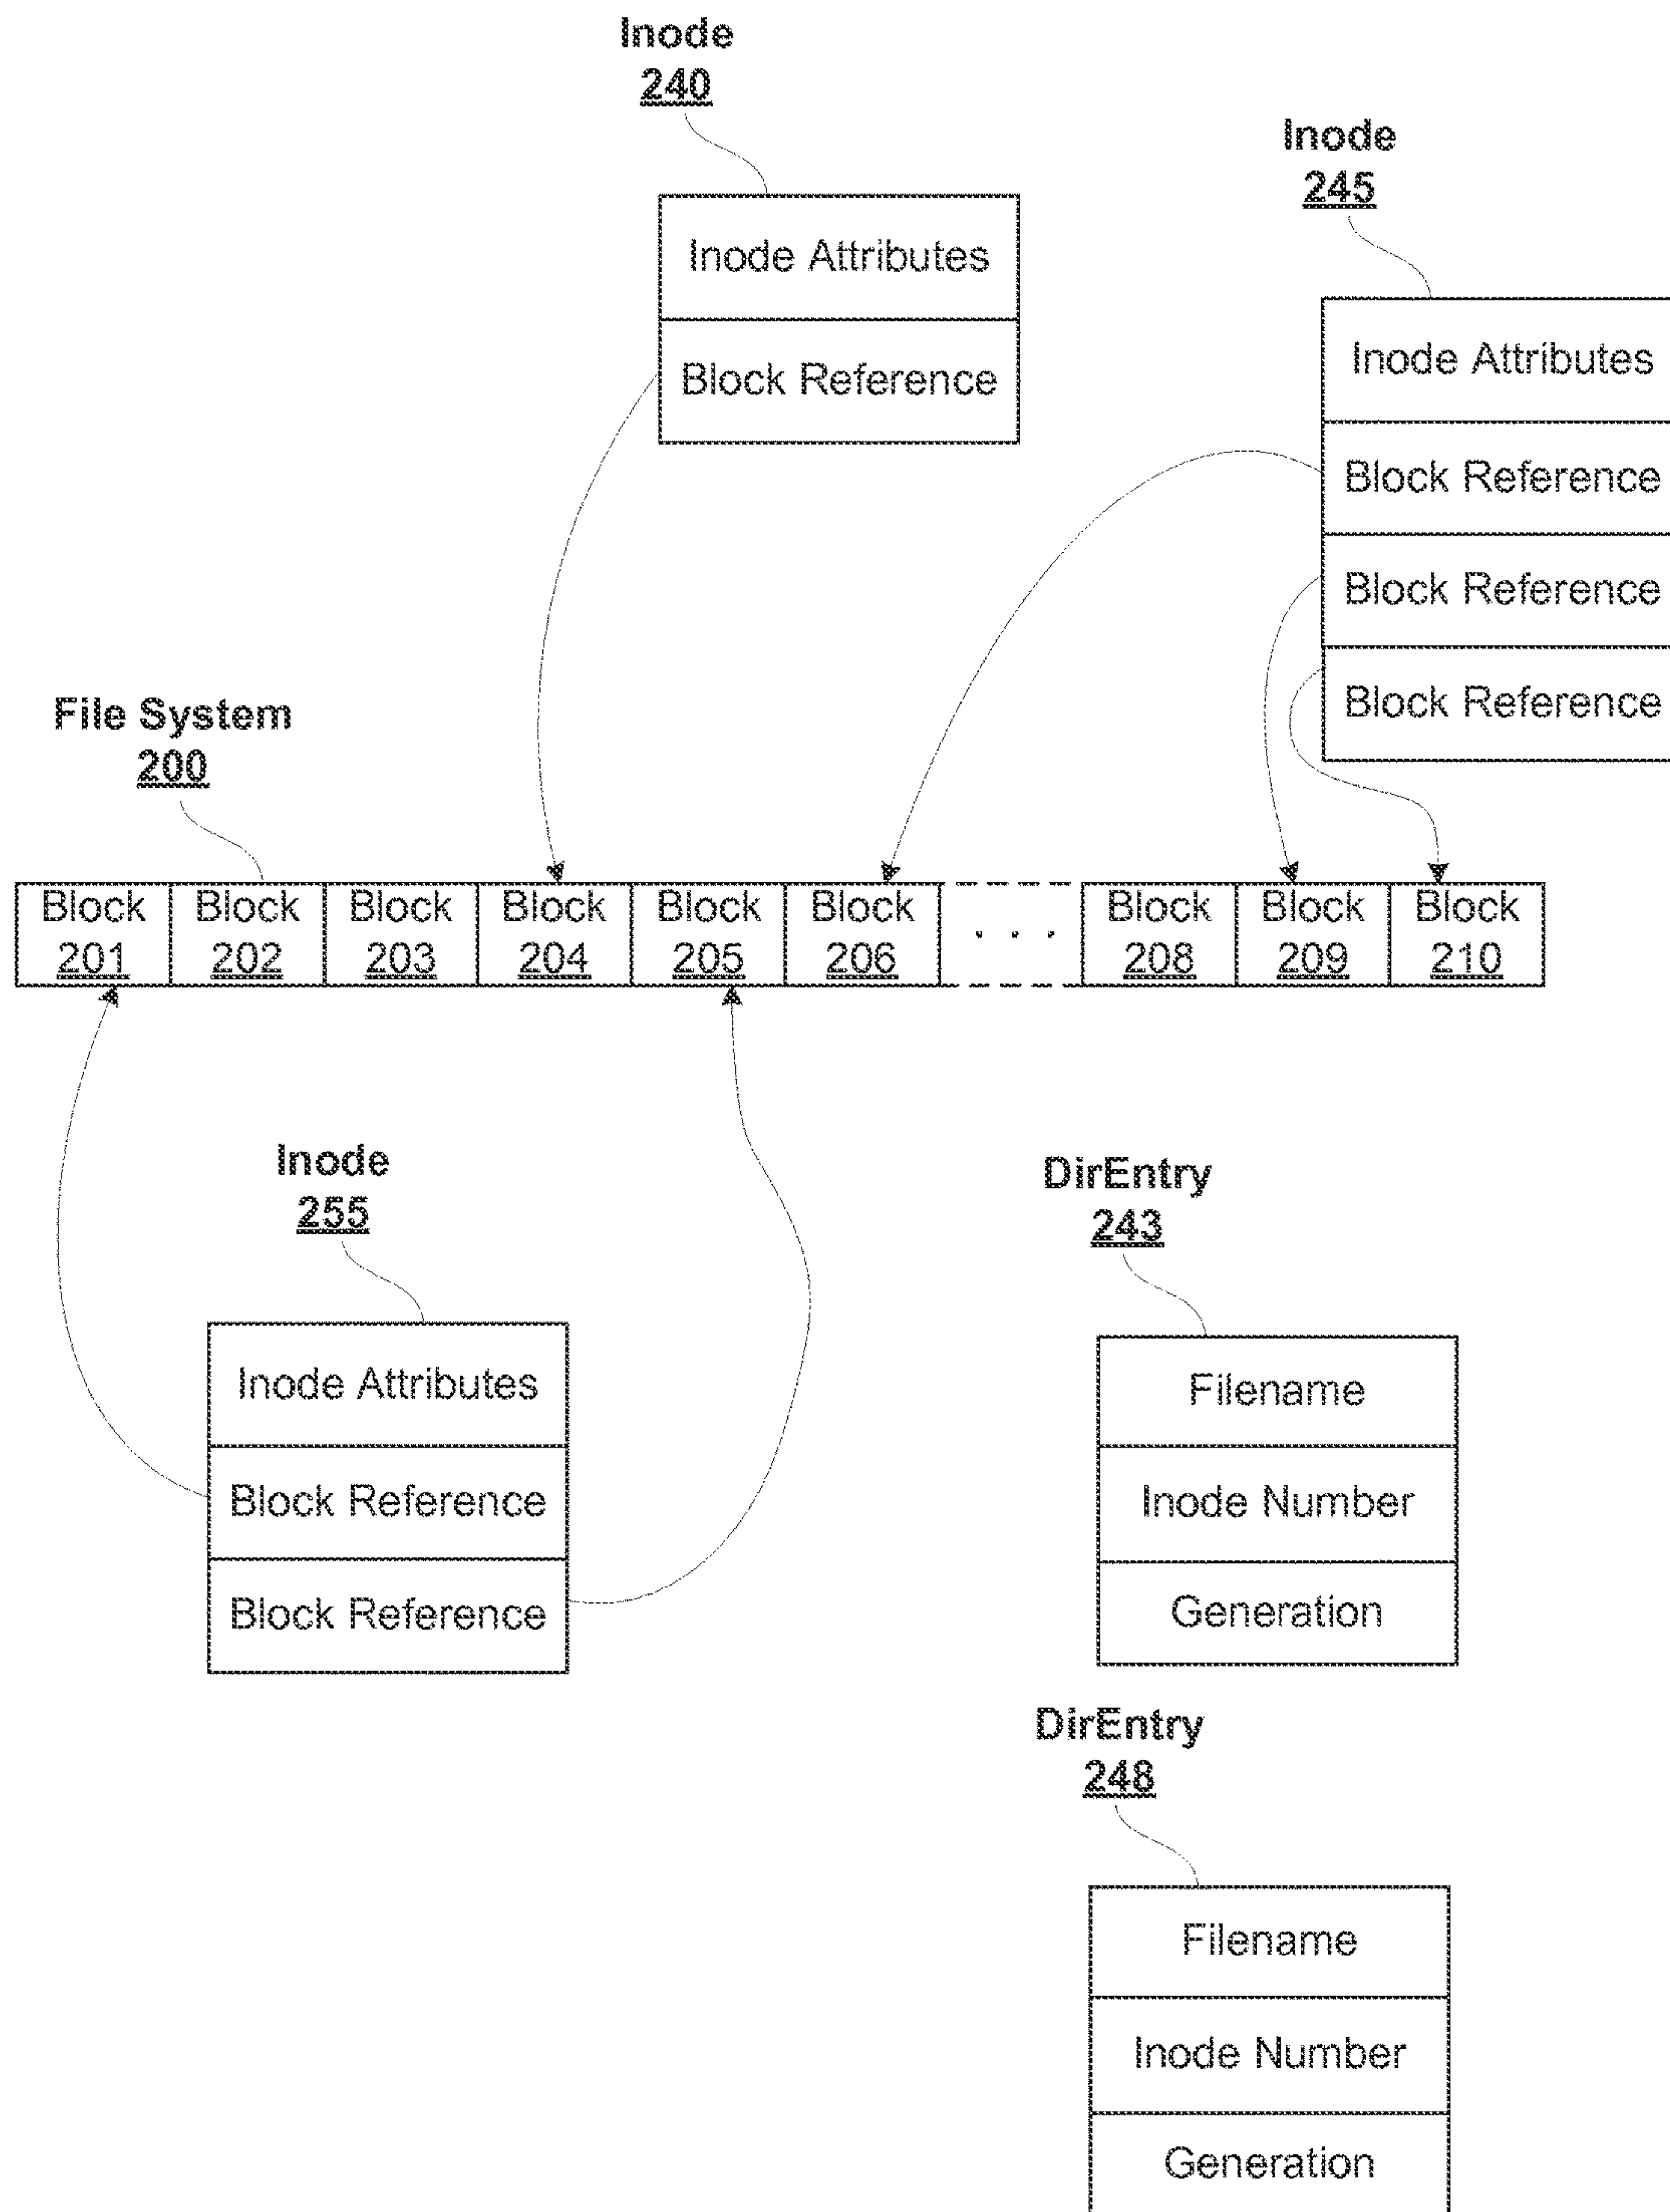 Inode
240
Inode
245
Inode Attributes
Block Reference
Inode Attributes
Block Reference
Block Reference
Block Reference
File System
200
Block Block Block Block Block Block . . . Block Block Block
201 202 203 204 205 206 208 209 210
Inode
255
Inode Attributes
Block Reference
Block Reference
DirEntry
243
Filename
Inode Number
Generation
DirEntry
248
Filename
Inode Number
Generation